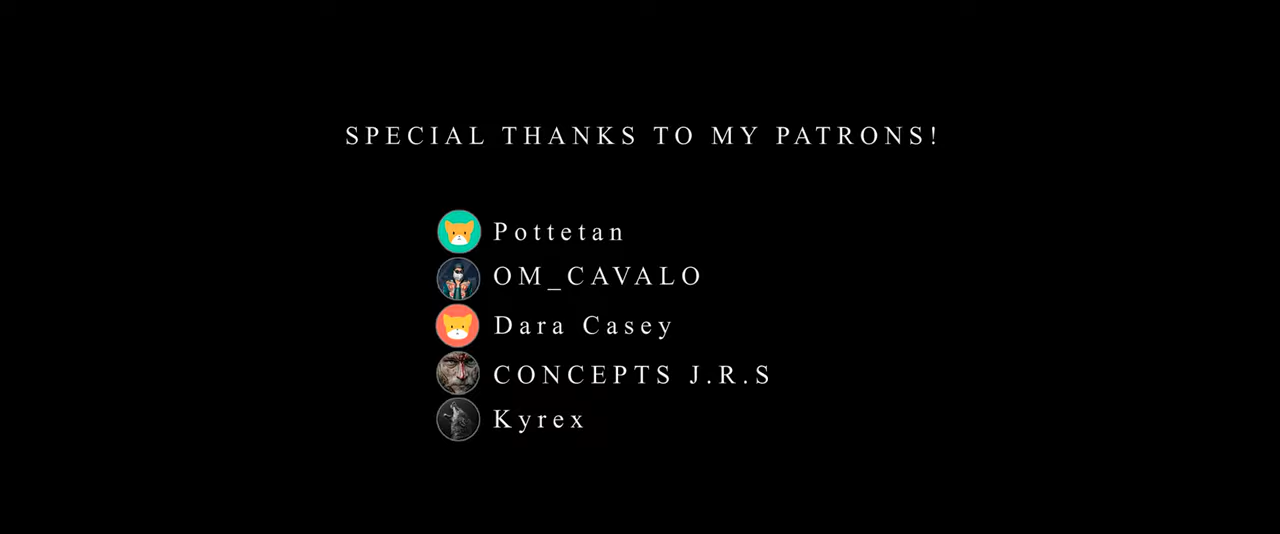 SPECIAL THANKS TO MY PATRONS!
Pottetan
OM_CAVALO
Dara Casey
CONCEPTS J.R.S
Kyrex